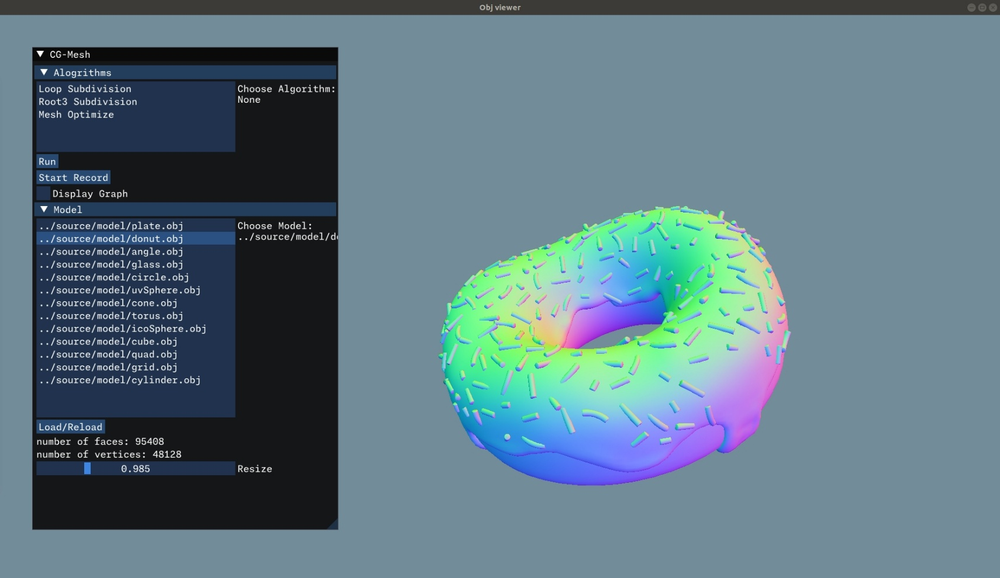 Obj viewer
CG-Mesh
Alogrithms
Loop Subdivision
Root3 Subdivision
Mesh Optimize
Choose Algorithm:
None
Run
Start Record
Display Graph
Model
../source/model/plate.obj
../source/model/donut.obj
../source/model/angle.obj
../source/model/glass.obj
../source/model/circle.obj
../source/model/uvSphere.obj
../source/model/cone.obj
../source/model/torus.obj
../source/model/icoSphere.obj
../source/model/cube.obj
../source/model/quad.obj
../source/model/grid.obj
../source/model/cylinder.obj
Choose Model:
../source/model/do
Load/Reload
number of faces: 95408
number of vertices: 48128
0.985 Resize